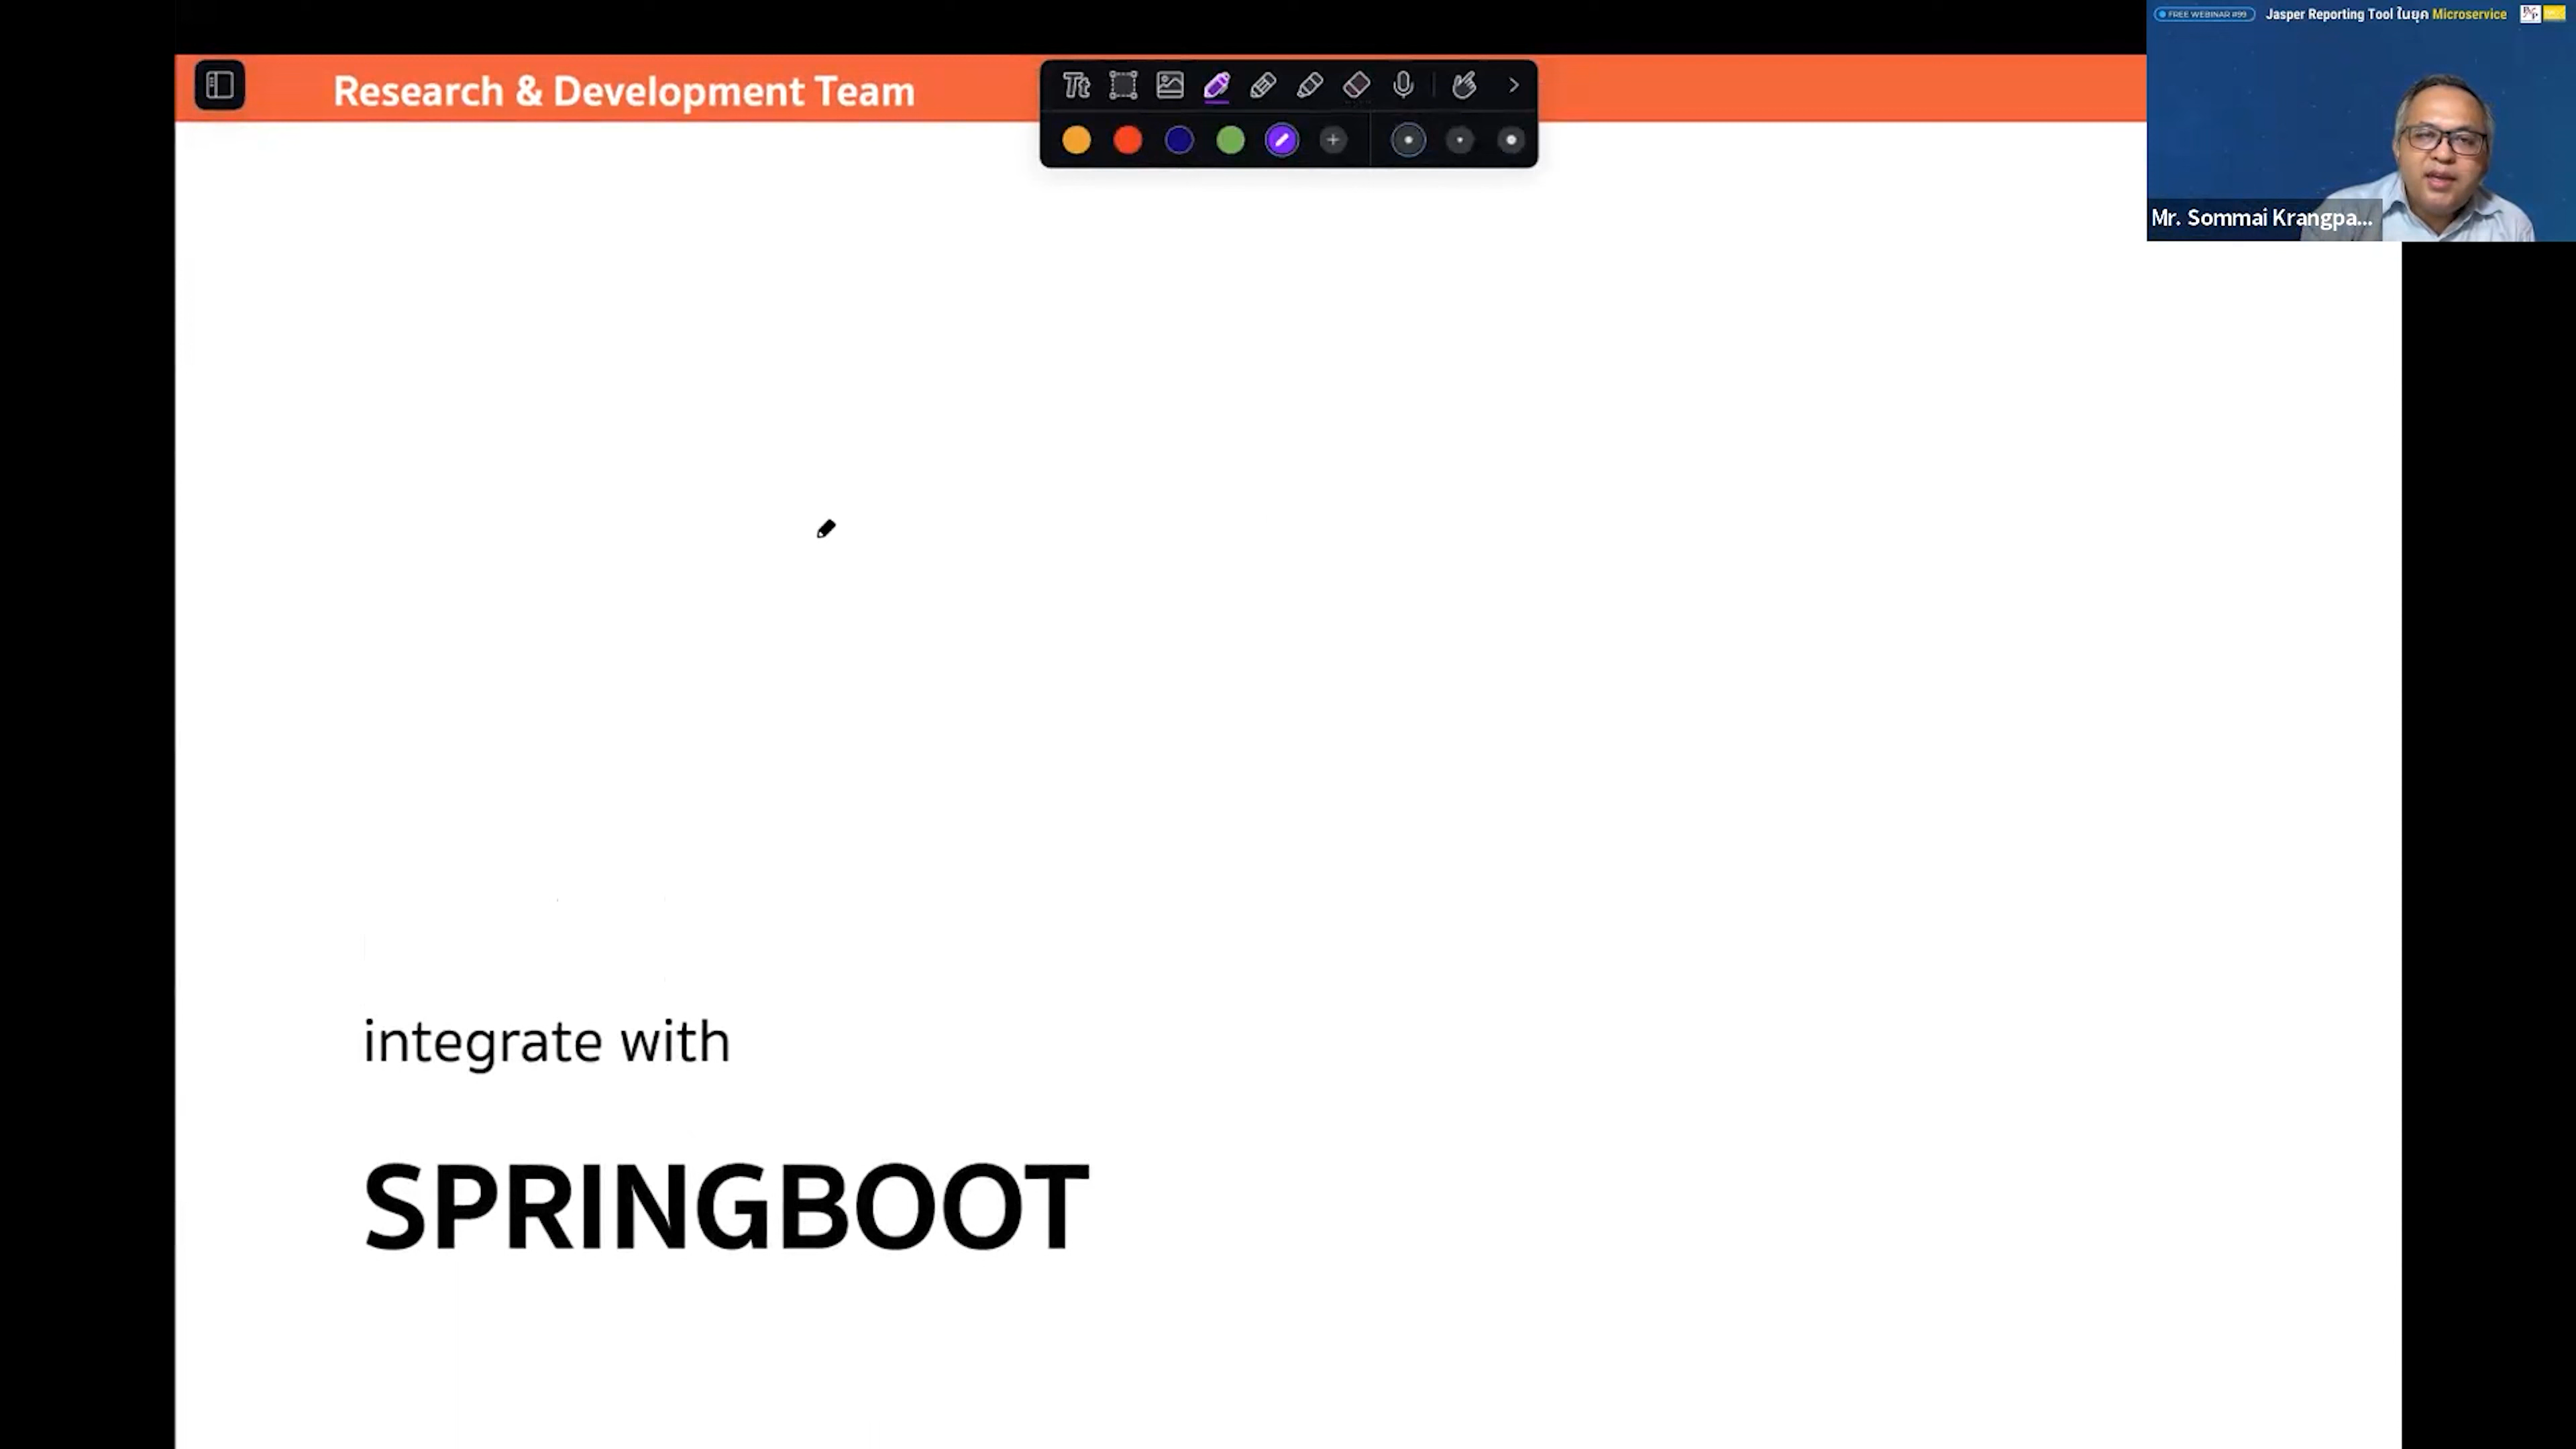 FREE WEBINAR #99 Jasper Reporting Tool ในยุค Microservice
Research & Development Team
Tt
Mr. Sommai Krangpa...
integrate with
SPRINGBOOT